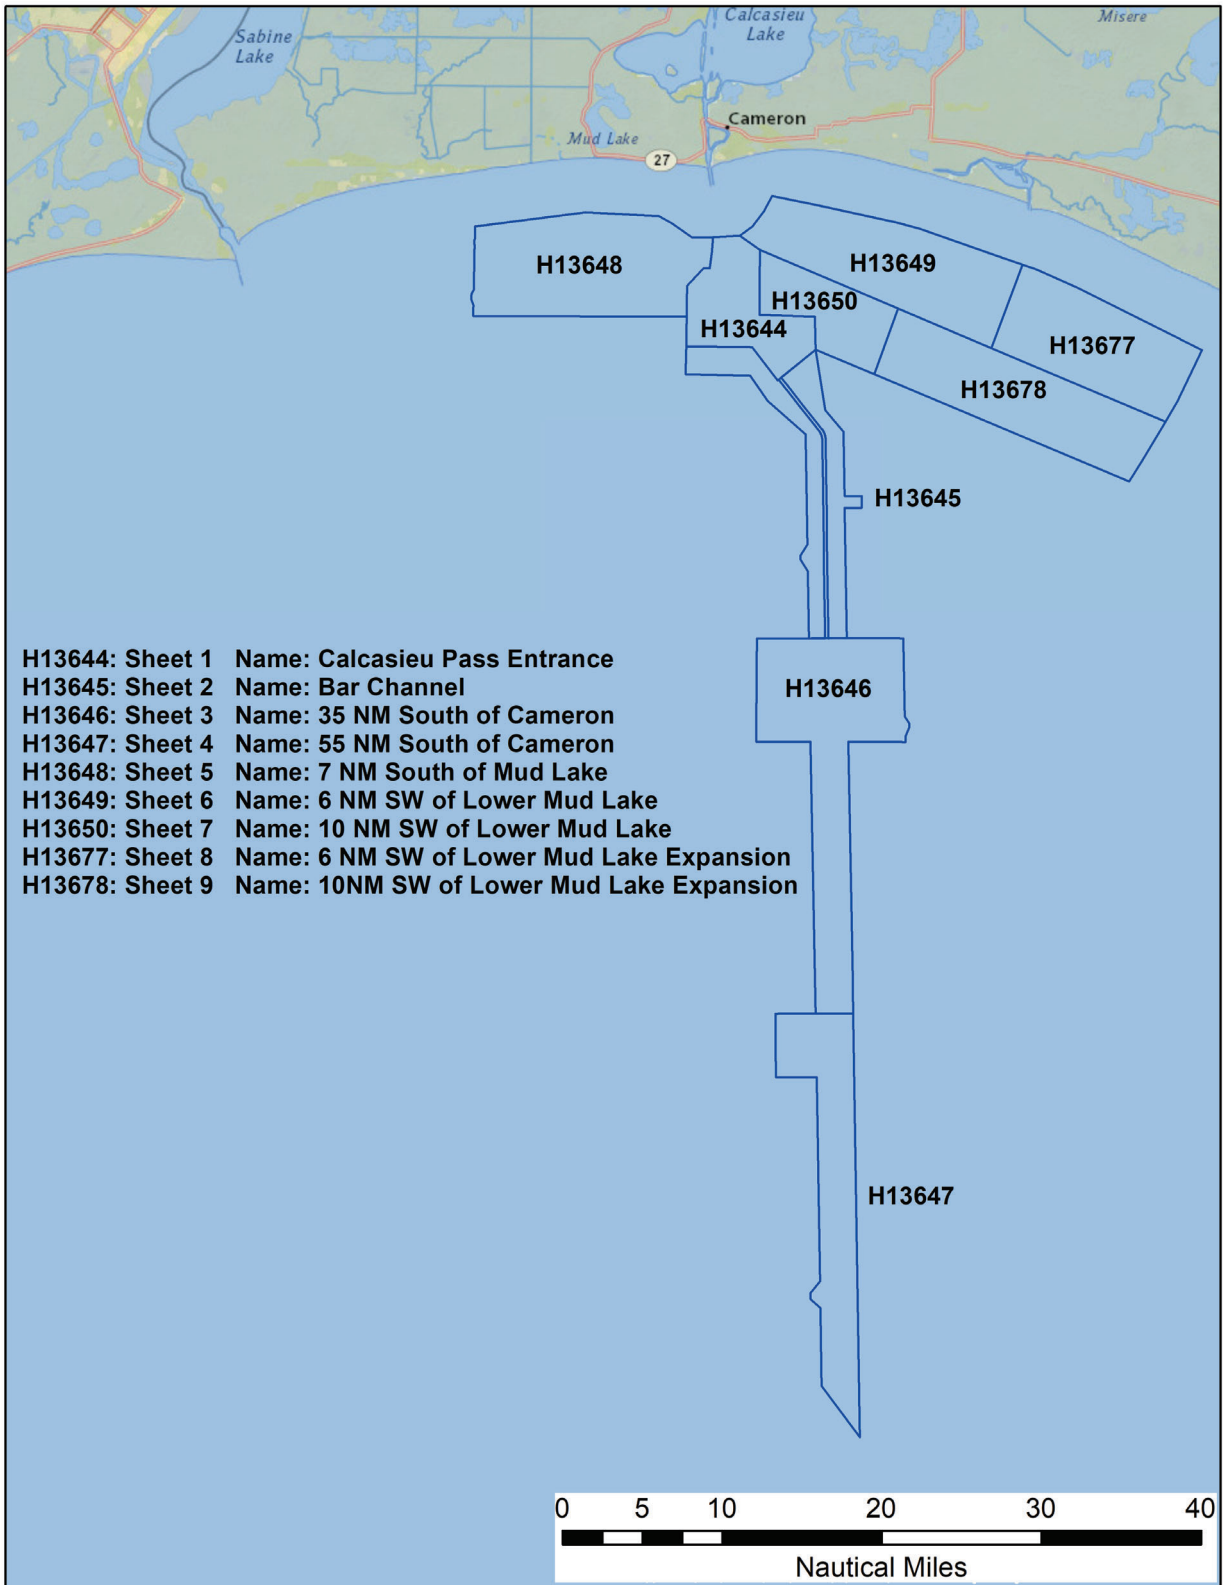 Calcasieu
Lake
Misere
Sabine
Lake
Cameron
Mud Lake
27
H13648
H13649
H13650
H13644
H13677
H13678
H13645
H13646
H13644: Sheet 1 Name: Calcasieu Pass Entrance
H13645: Sheet 2 Name: Bar Channel
H13646: Sheet 3 Name: 35 NM South of Cameron
H13647: Sheet 4 Name: 55 NM South of Cameron
H13648: Sheet 5 Name: 7 NM South of Mud Lake
H13649: Sheet 6 Name: 6 NM SW of Lower Mud Lake
H13650: Sheet 7 Name: 10 NM SW of Lower Mud Lake
H13677: Sheet 8 Name: 6 NM SW of Lower Mud Lake Expansion
H13678: Sheet 9 Name: 10NM SW of Lower Mud Lake Expansion
H13647
0 5 10 20 30 40
Nautical Miles